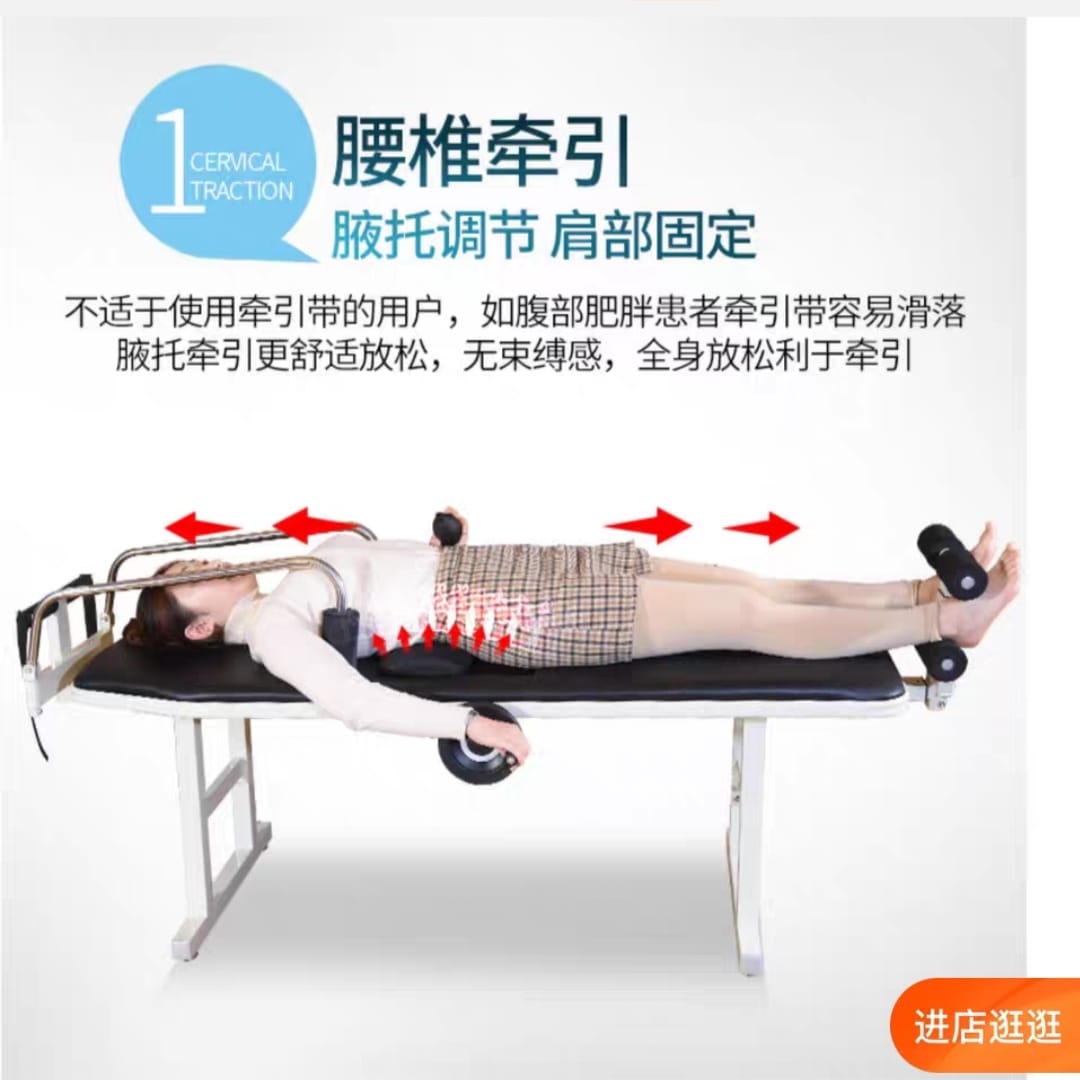 1
CERVICAL
TRACTION
腰椎牵引
腋托调节 肩部固定
不适于使用牵引带的用户，如腹部肥胖患者牵引带容易滑落
腋托牵引更舒适放松，无束缚感，全身放松利于牵引
进店逛逛